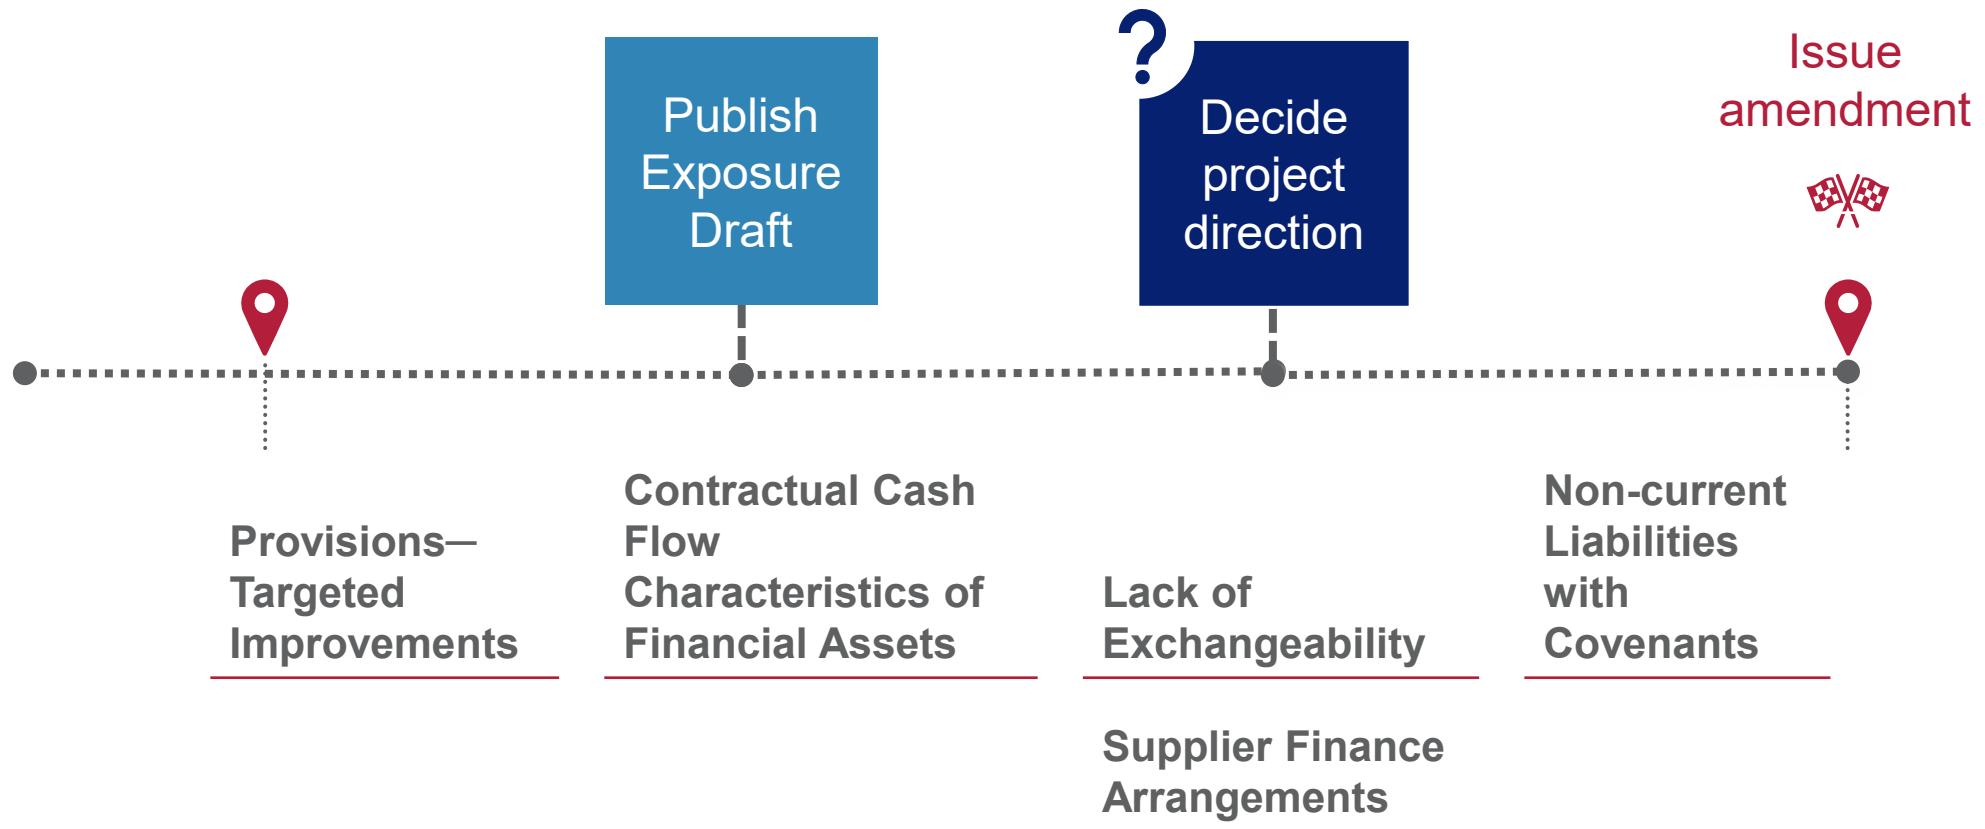 Publish
Exposure
Draft
?
Decide
project
direction
Issue
amendment
Provisions—
Targeted
Improvements
Contractual Cash
Flow
Characteristics of
Financial Assets
Lack of
Exchangeability
Supplier Finance
Arrangements
Non-current
Liabilities
with
Covenants